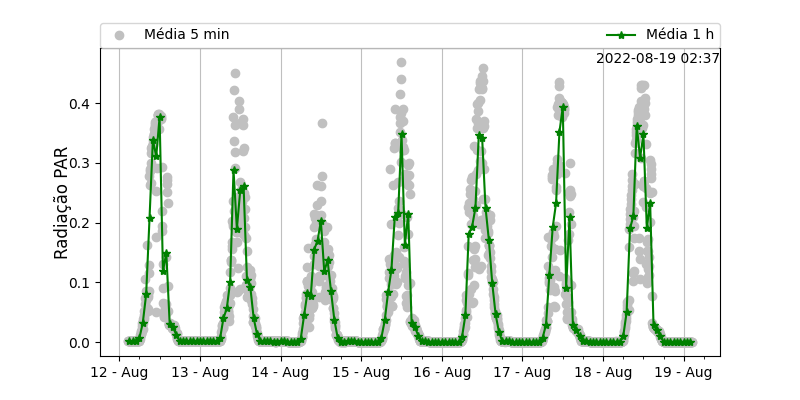 Média 5 min
Média 1 h
2022-08-19 02:37
Radiação PAR
0.4
0.3
0.2
0.1
0.0
12 - Aug
13 - Aug
14 - Aug
15 - Aug
16 - Aug
17 - Aug
18 - Aug
19 - Aug